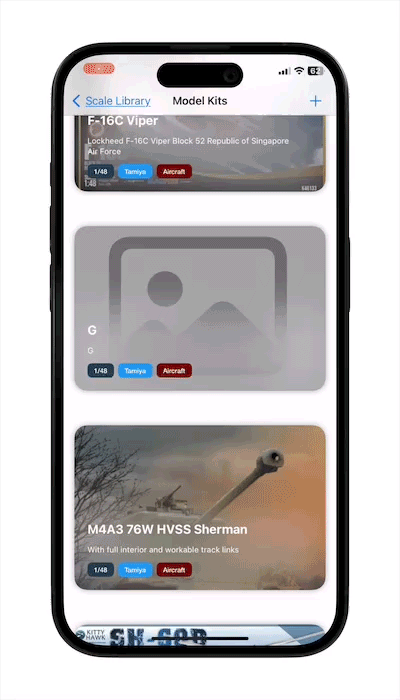 62
Scale Library
Model Kits
F-16C Viper
Lockheed F-16C Viper Block 52 Republic of Singapore
Air Force
1/48
Tamiya
Aircraft
1:48
G
G
1/48
Tamiya
Aircraft
M4A3 76W HVSS Sherman
With full interior and workable track links
1/48
Tamiya
Aircraft
KITTY
HAWK
SH-60B